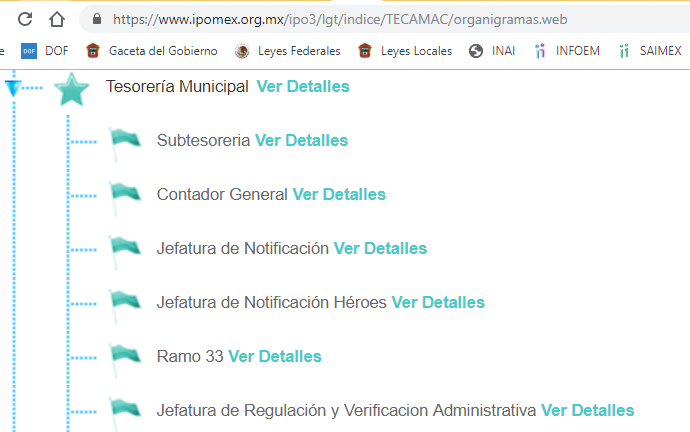 https://www.ipomex.org.mx/ipo3/lgt/indice/TECAMAC/organigramas.web
e DOF DOF Gaceta del Gobierno Leyes Federales Leyes Locales INAI INFOEM SAIMEX
Tesorería Municipal Ver Detalles
Subtesoreria Ver Detalles
Contador General Ver Detalles
Jefatura de Notificación Ver Detalles
Jefatura de Notificación Héroes Ver Detalles
Ramo 33 Ver Detalles
Jefatura de Regulación y Verificacion Administrativa Ver Detalles